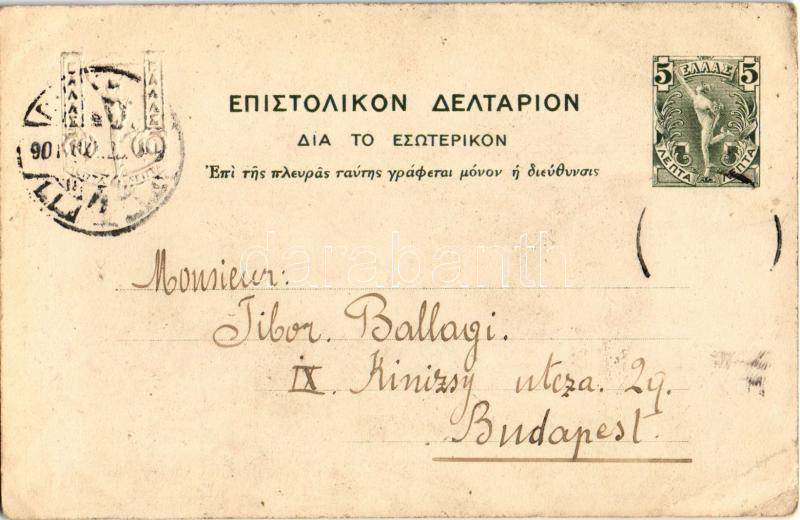 5 ΕΛΛΑΣ 5
ΛΕΠΤΑ ΛΕΠΤΑ
ΕΠΙΣΤΟΛΙΚΟΝ ΔΕΛΤΑΡΙΟΝ
ΔΙΑ ΤΟ ΕΣΩΤΕΡΙΚΟΝ
Ἐπὶ τῆς πλευρᾶς ταύτης γράφεται μόνον ἡ διεύθυνσις
darabanth
Monsieur:
Tibor. Ballagi.
IX. Kinizsy utcza. 29.
Budapest.